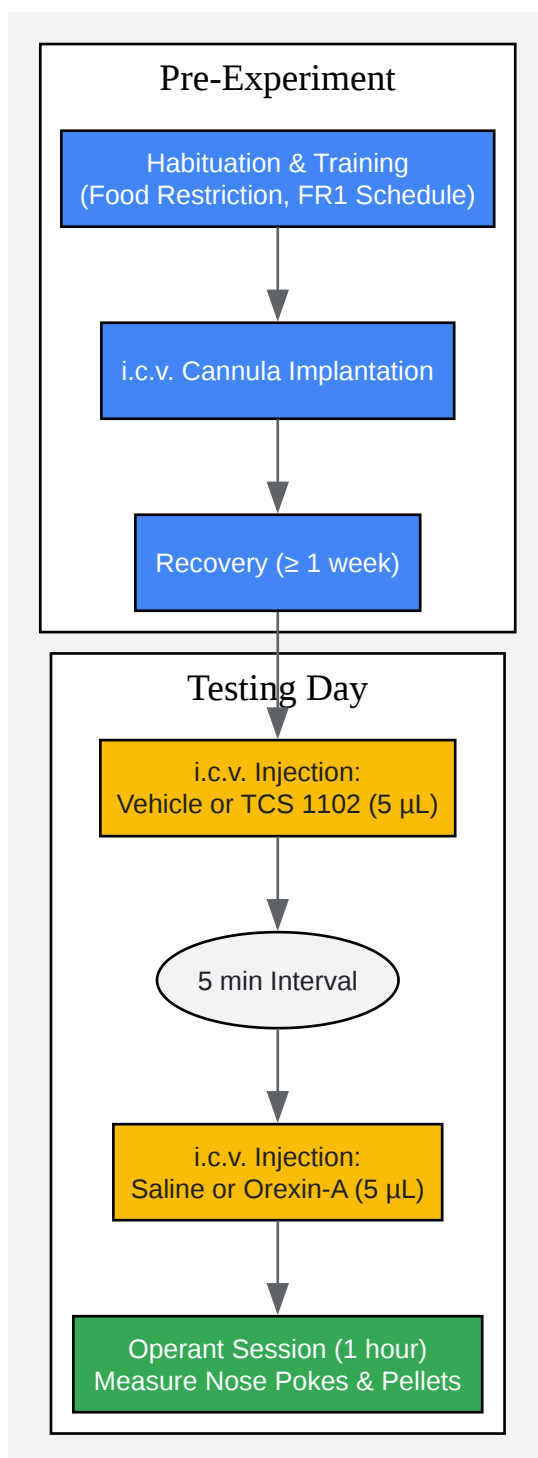 Pre-Experiment
Habituation & Training
(Food Restriction, FR1 Schedule)
i.c.v. Cannula Implantation
Recovery (≥ 1 week)
Testing Day
i.c.v. Injection:
Vehicle or TCS 1102 (5 µL)
5 min Interval
i.c.v. Injection:
Saline or Orexin-A (5 µL)
Operant Session (1 hour)
Measure Nose Pokes & Pellets